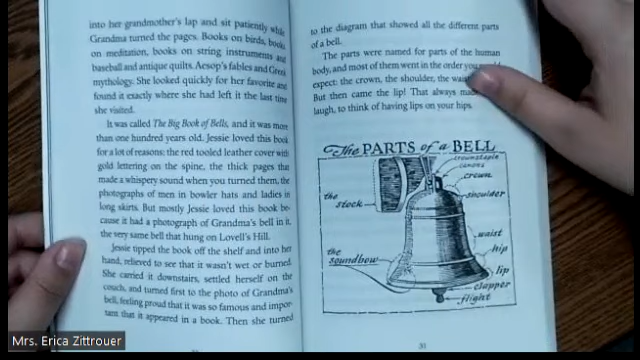 into her grandmother's lap and sit patiently while
Grandma turned the pages. Books on birds, books
on meditation, books on string instruments and
baseball and antique quilts. Aesop's fables and Greek
mythology. She looked quickly for her favorite and
found it exactly where she had left it the last time
she visited.
It was called The Big Book of Bells, and it was more
than one hundred years old. Jessie loved this book
for a lot of reasons: the red tooled leather cover with
gold lettering on the spine, the thick pages that
made a whispery sound when you turned them, the
photographs of men in bowler hats and ladies in
long skirts. But mostly Jessie loved this book be-
cause it had a photograph of Grandma's bell in it,
the very same bell that hung on Lovell's Hill.
Jessie tipped the book off the shelf and into her
hand, relieved to see that it wasn't wet or burned.
She carried it downstairs, settled herself on the
couch, and turned first to the photo of Grandma's
bell, feeling proud that it was so famous and impor-
tant that it appeared in a book. Then she turned
to the diagram that showed all the different parts
of a bell.
The parts were named for parts of the human
body, and most of them went in the order you
expect: the crown, the shoulder, the
But then came the lip! That always
laugh, to think of having lips on your hips.
The PARTS of a BELL
canons
crown
shoulder
the
stock
waist
hip
the
soundbow
lip
clapper
flight
Mrs. Erica Zittrouer